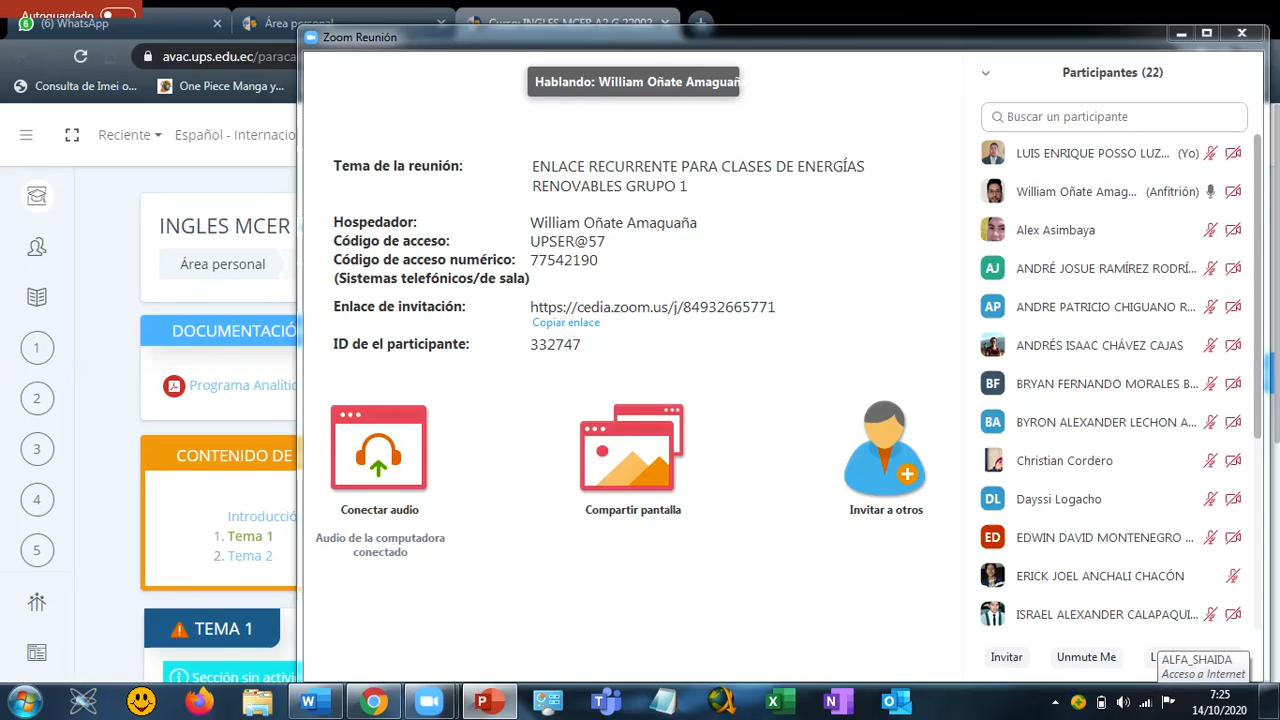 Autoguardado
6 WhatsApp
Área personal
Curso: INGLES MCER A2 G 22002
avac.ups.edu.ec/paraca
Consulta de Imei o...
One Piece Manga y...
Reciente
Español - Internacio
INGLES MCER
Área personal
DOCUMENTACIÓ
Programa Analític
CONTENIDO DE
Introducció
1. Tema 1
2. Tema 2
TEMA 1
Sección sin activi
1
2
3
4
5
Zoom Reunión
Hablando: William Oñate Amaguañ
Tema de la reunión:
ENLACE RECURRENTE PARA CLASES DE ENERGÍAS
RENOVABLES GRUPO 1
Hospedador:
William Oñate Amaguaña
Código de acceso:
UPSER@57
Código de acceso numérico:
77542190
(Sistemas telefónicos/de sala)
Enlace de invitación:
https://cedia.zoom.us/j/84932665771
Copiar enlace
ID de el participante:
332747
Conectar audio
Audio de la computadora
conectado
Compartir pantalla
Invitar a otros
Participantes (22)
Buscar un participante
LUIS ENRIQUE POSSO LUZ... (Yo)
William Oñate Amag... (Anfitrión)
Alex Asimbaya
AJ ANDRÉ JOSUE RAMÍREZ RODRÍ...
AP ANDRE PATRICIO CHIGUANO R...
ANDRÉS ISAAC CHÁVEZ CAJAS
BF BRYAN FERNANDO MORALES B...
BA BYRON ALEXANDER LECHON A...
Christian Cordero
DL Dayssi Logacho
ED EDWIN DAVID MONTENEGRO ...
ERICK JOEL ANCHALI CHACÓN
ISRAEL ALEXANDER CALAPAQUI...
Invitar
Unmute Me
ALFA_SHAIDA
Acceso a Internet
7:25
14/10/2020